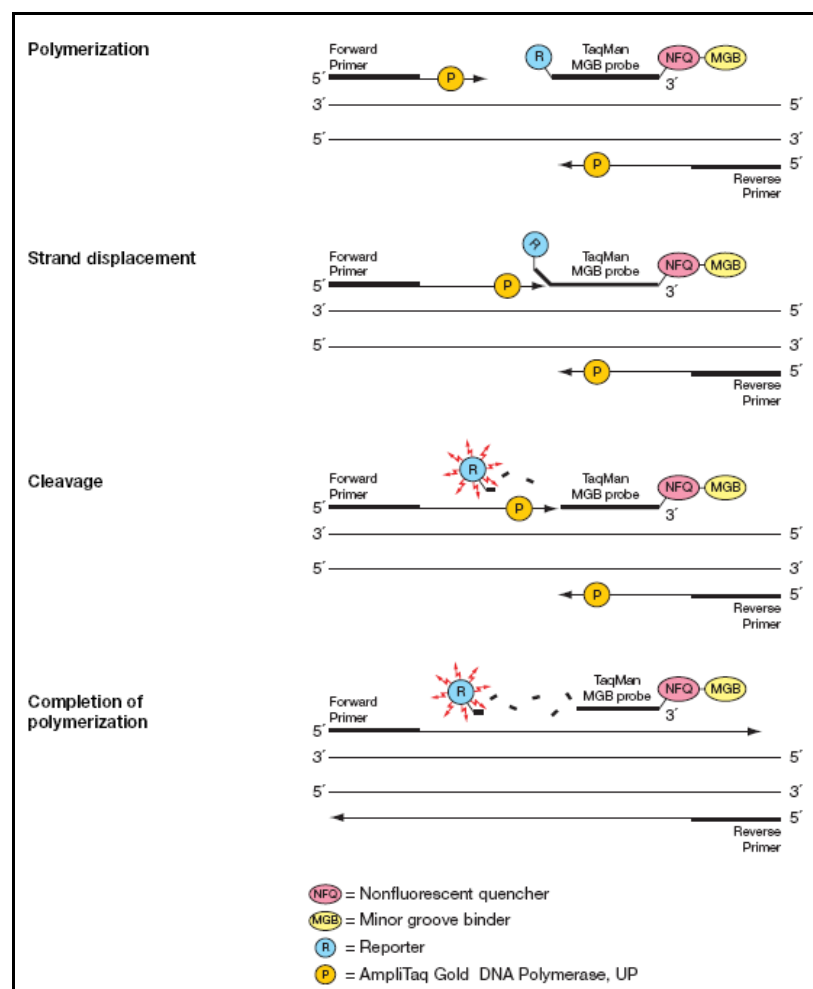 Polymerization
Forward
Primer
TaqMan
MGB probe
R
NFQ
MGB
5′
P
3′
3′
5′
5′
3′
P
5′
Reverse
Primer
Strand displacement
Forward
Primer
R
TaqMan
MGB probe
NFQ
MGB
5′
P
3′
3′
5′
5′
3′
P
5′
Reverse
Primer
Cleavage
Forward
Primer
R
TaqMan
MGB probe
NFQ
MGB
5′
P
3′
3′
5′
5′
3′
P
5′
Reverse
Primer
Completion of
polymerization
Forward
Primer
R
TaqMan
MGB probe
NFQ
MGB
5′
3′
3′
5′
5′
3′
5′
Reverse
Primer
NFQ = Nonfluorescent quencher
MGB = Minor groove binder
R = Reporter
P = AmpliTaq Gold DNA Polymerase, UP